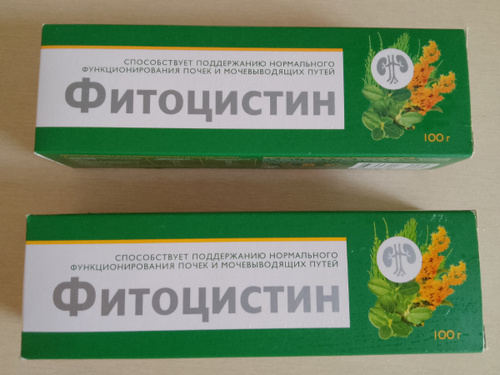 СПОСОБСТВУЕТ ПОДДЕРЖАНИЮ НОРМАЛЬНОГО
ФУНКЦИОНИРОВАНИЯ ПОЧЕК И МОЧЕВЫВОДЯЩИХ ПУТЕЙ
Фитоцистин
100 г
СПОСОБСТВУЕТ ПОДДЕРЖАНИЮ НОРМАЛЬНОГО
ФУНКЦИОНИРОВАНИЯ ПОЧЕК И МОЧЕВЫВОДЯЩИХ ПУТЕЙ
Фитоцистин
100 г